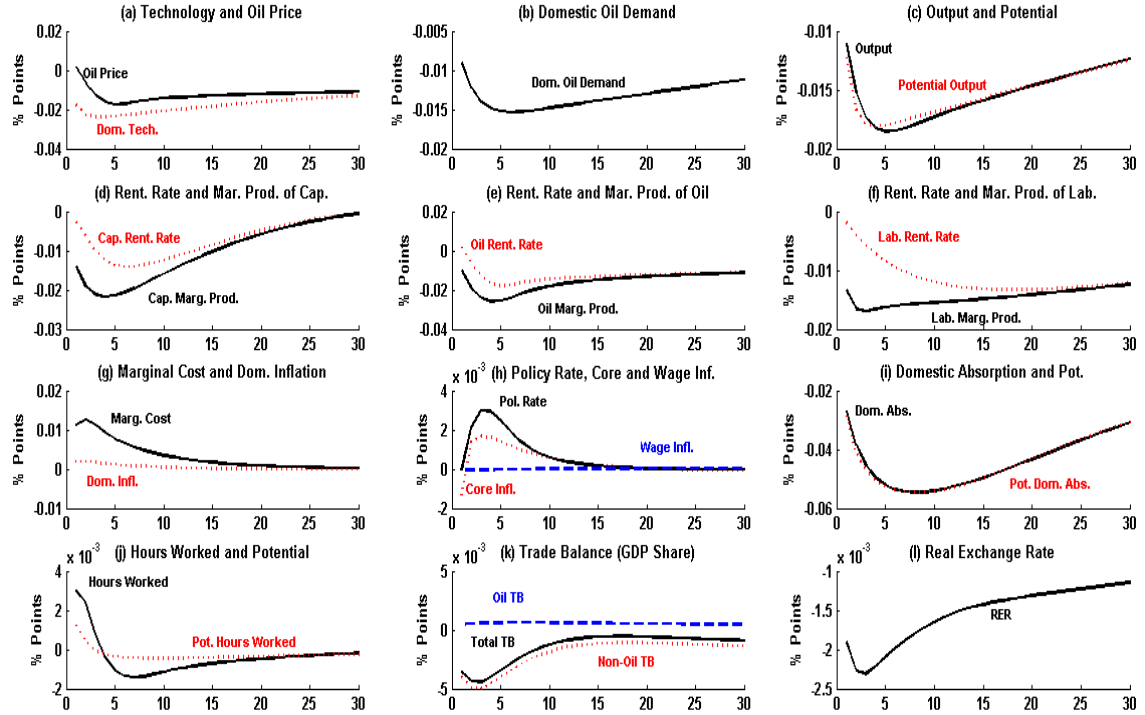 (a) Technology and Oil Price
(b) Domestic Oil Demand
(c) Output and Potential
% Points
0.02
0
-0.02
-0.04
Oil Price
Dom. Tech.
0 5 10 15 20 25 30
% Points
-0.005
-0.01
-0.015
-0.02
Dom. Oil Demand
0 5 10 15 20 25 30
% Points
-0.01
-0.015
-0.02
Output
Potential Output
0 5 10 15 20 25 30
(d) Rent. Rate and Mar. Prod. of Cap.
(e) Rent. Rate and Mar. Prod. of Oil
(f) Rent. Rate and Mar. Prod. of Lab.
% Points
0
-0.01
-0.02
-0.03
Cap. Rent. Rate
Cap. Marg. Prod.
0 5 10 15 20 25 30
% Points
0.02
0
-0.02
-0.04
Oil Rent. Rate
Oil Marg. Prod.
0 5 10 15 20 25 30
% Points
0
-0.01
-0.02
Lab. Rent. Rate
Lab. Marg. Prod.
0 5 10 15 20 25 30
(g) Marginal Cost and Dom. Inflation
(h) Policy Rate, Core and Wage Inf.
(i) Domestic Absorption and Pot.
% Points
0.02
0.01
0
-0.01
Marg. Cost
Dom. Infl.
0 5 10 15 20 25 30
x 10⁻³
% Points
4
2
0
-2
Pol. Rate
Wage Infl.
Core Infl.
0 5 10 15 20 25 30
% Points
-0.02
-0.04
-0.06
Dom. Abs.
Pot. Dom. Abs.
0 5 10 15 20 25 30
(j) Hours Worked and Potential
(k) Trade Balance (GDP Share)
(l) Real Exchange Rate
x 10⁻³
% Points
4
2
0
-2
Hours Worked
Pot. Hours Worked
0 5 10 15 20 25 30
x 10⁻³
% Points
5
0
-5
Oil TB
Total TB
Non-Oil TB
0 5 10 15 20 25 30
x 10⁻³
% Points
-1
-1.5
-2
-2.5
RER
0 5 10 15 20 25 30